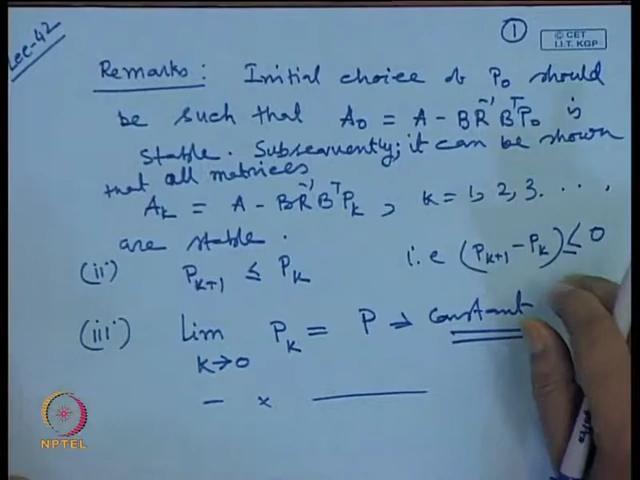 Lec-42
①
© CET
I.I.T. KGP
Remarks: Initial choice of P₀ should
be such that A₀ = A - BR⁻¹BᵀP₀ is
stable. Subsequently; it can be shown
that all matrices
Aₖ = A - BR⁻¹BᵀPₖ, k = 1, 2, 3. . . . ,
are stable.
(ii) Pₖ₊₁ ≤ Pₖ i.e (Pₖ₊₁ - Pₖ) ≤ 0
(iii) Lim Pₖ = P → constant
k→0
— × ———
NPTEL